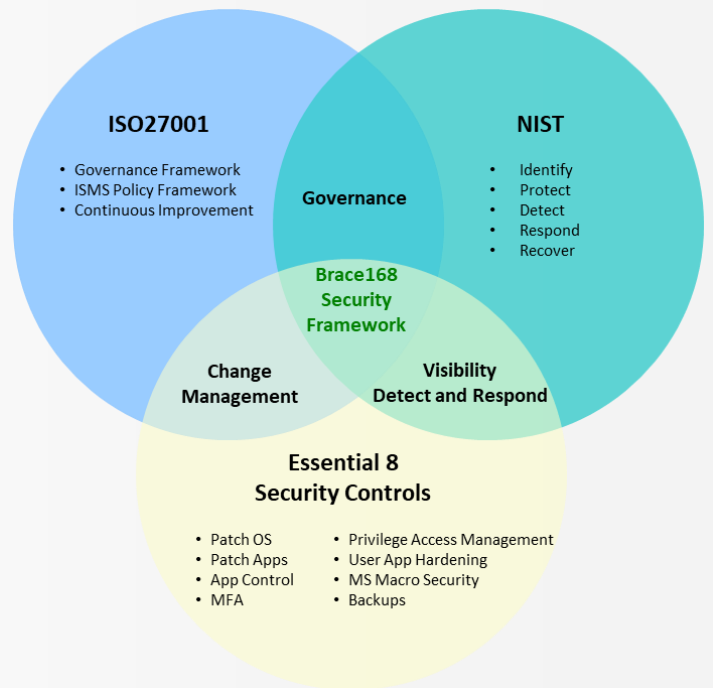 ISO27001
• Governance Framework
• ISMS Policy Framework
• Continuous Improvement
NIST
• Identify
• Protect
• Detect
• Respond
• Recover
Governance
Brace168
Security
Framework
Change
Management
Visibility
Detect and Respond
Essential 8
Security Controls
• Patch OS
• Patch Apps
• App Control
• MFA
• Privilege Access Management
• User App Hardening
• MS Macro Security
• Backups